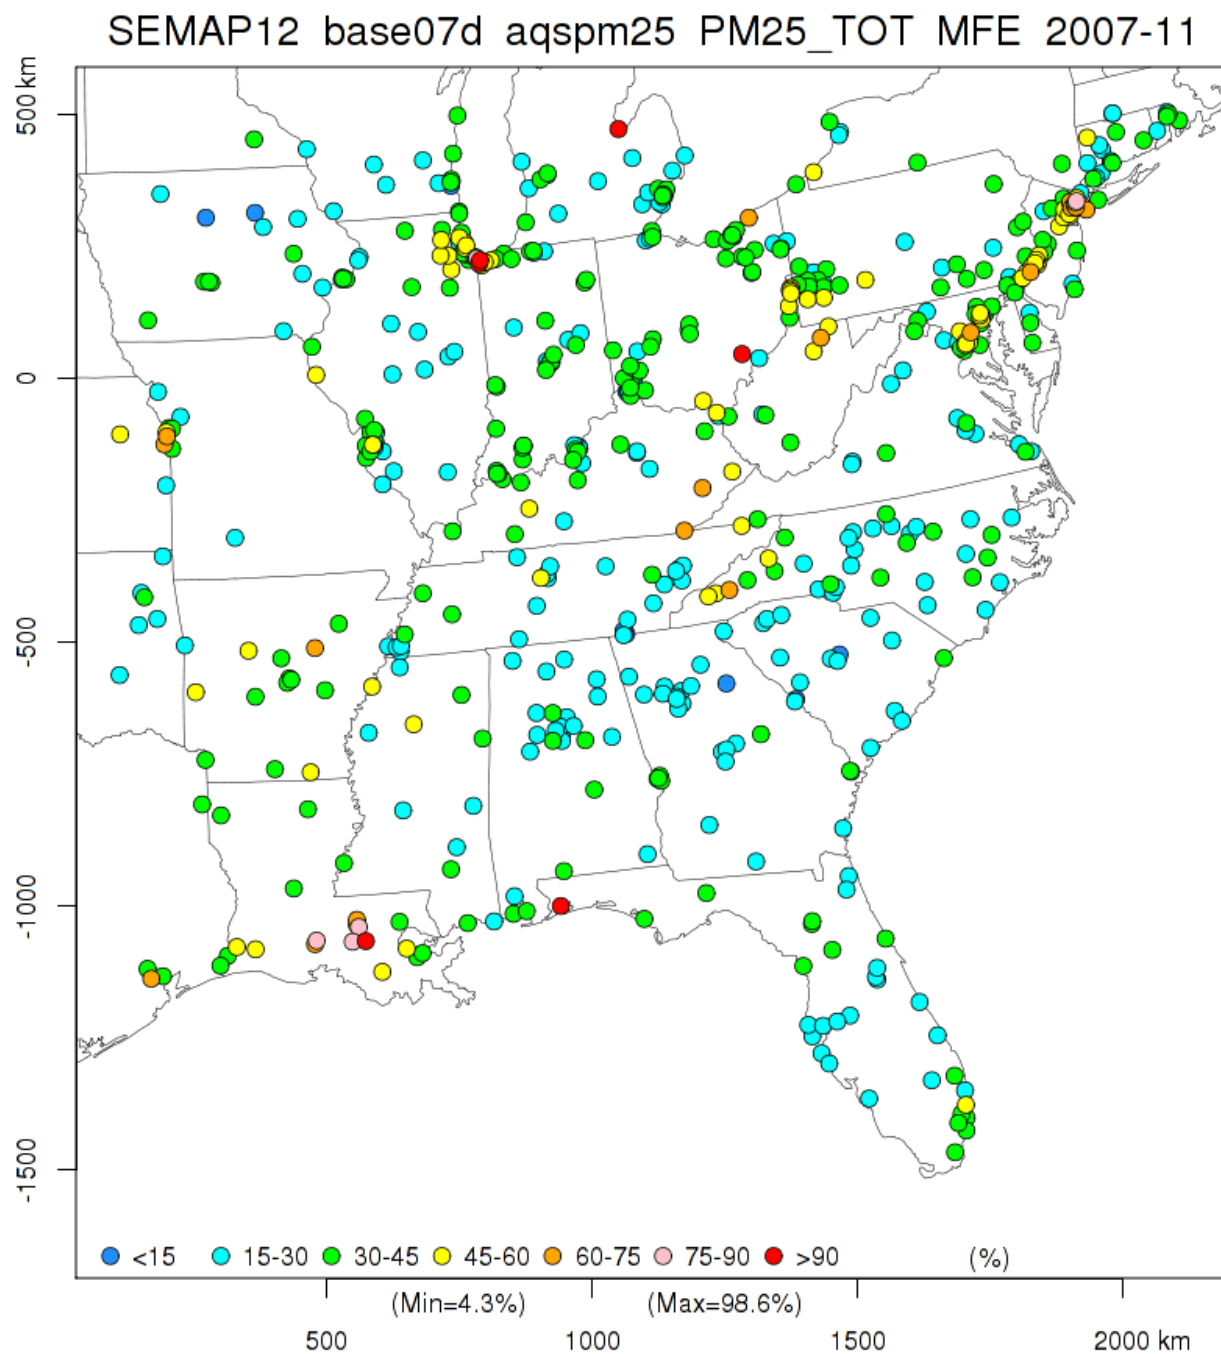 SEMAP12 base07d aqspm25 PM25_TOT MFE 2007-11
500 km
0
-500
-1000
-1500
<15 15-30 30-45 45-60 60-75 75-90 >90 (%)
(Min=4.3%) (Max=98.6%)
500 1000 1500 2000 km